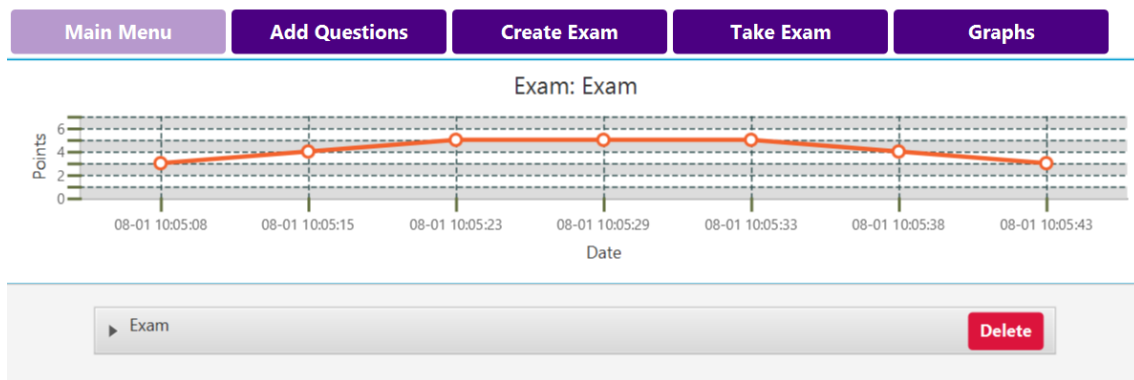 Main Menu Add Questions Create Exam Take Exam Graphs
Exam: Exam
Points
6
4
2
0
08-01 10:05:08 08-01 10:05:15 08-01 10:05:23 08-01 10:05:29 08-01 10:05:33 08-01 10:05:38 08-01 10:05:43
Date
Exam Delete